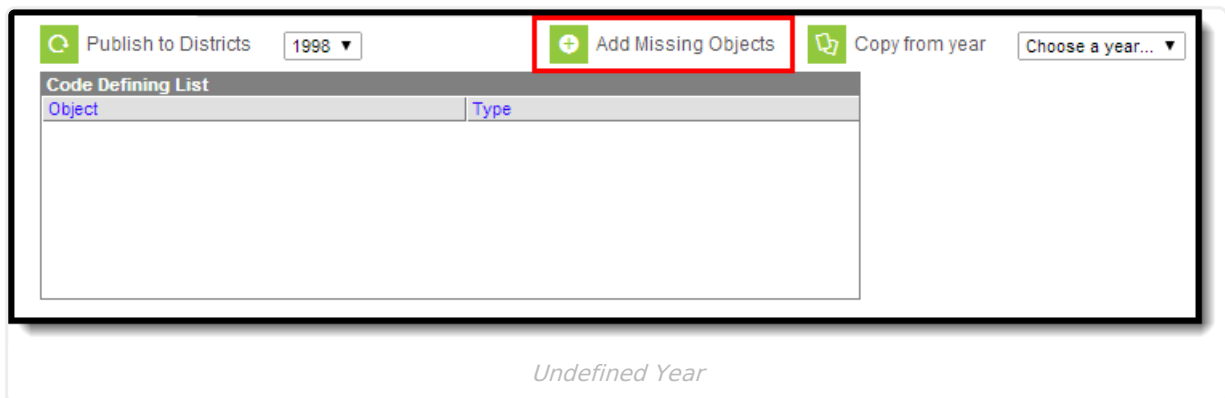 Publish to Districts 1998 ▼ Add Missing Objects Copy from year Choose a year... ▼
Code Defining List
Object Type
Undefined Year